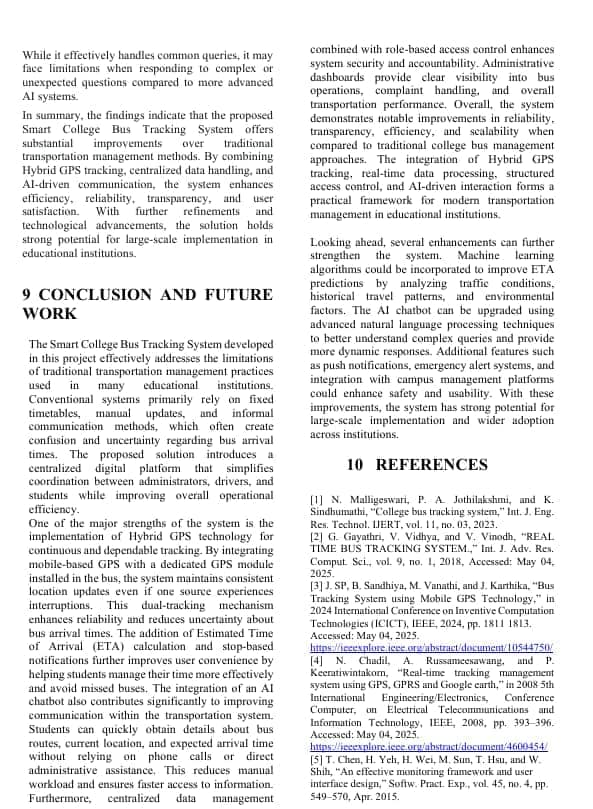 While it effectively handles common queries, it may
face limitations when responding to complex or
unexpected questions compared to more advanced
AI systems.
In summary, the findings indicate that the proposed
Smart College Bus Tracking System offers
substantial improvements over traditional
transportation management methods. By combining
Hybrid GPS tracking, centralized data handling, and
AI-driven communication, the system enhances
efficiency, reliability, transparency, and user
satisfaction. With further refinements and
technological advancements, the solution holds
strong potential for large-scale implementation in
educational institutions.
9 CONCLUSION AND FUTURE
WORK
The Smart College Bus Tracking System developed
in this project effectively addresses the limitations
of traditional transportation management practices
used in many educational institutions.
Conventional systems primarily rely on fixed
timetables, manual updates, and informal
communication methods, which often create
confusion and uncertainty regarding bus arrival
times. The proposed solution introduces a
centralized digital platform that simplifies
coordination between administrators, drivers, and
students while improving overall operational
efficiency.
One of the major strengths of the system is the
implementation of Hybrid GPS technology for
continuous and dependable tracking. By integrating
mobile-based GPS with a dedicated GPS module
installed in the bus, the system maintains consistent
location updates even if one source experiences
interruptions. This dual-tracking mechanism
enhances reliability and reduces uncertainty about
bus arrival times. The addition of Estimated Time
of Arrival (ETA) calculation and stop-based
notifications further improves user convenience by
helping students manage their time more effectively
and avoid missed buses. The integration of an AI
chatbot also contributes significantly to improving
communication within the transportation system.
Students can quickly obtain details about bus
routes, current location, and expected arrival time
without relying on phone calls or direct
administrative assistance. This reduces manual
workload and ensures faster access to information.
Furthermore, centralized data management
combined with role-based access control enhances
system security and accountability. Administrative
dashboards provide clear visibility into bus
operations, complaint handling, and overall
transportation performance. Overall, the system
demonstrates notable improvements in reliability,
transparency, efficiency, and scalability when
compared to traditional college bus management
approaches. The integration of Hybrid GPS
tracking, real-time data processing, structured
access control, and AI-driven interaction forms a
practical framework for modern transportation
management in educational institutions.
Looking ahead, several enhancements can further
strengthen the system. Machine learning
algorithms could be incorporated to improve ETA
predictions by analyzing traffic conditions,
historical travel patterns, and environmental
factors. The AI chatbot can be upgraded using
advanced natural language processing techniques
to better understand complex queries and provide
more dynamic responses. Additional features such
as push notifications, emergency alert systems, and
integration with campus management platforms
could enhance safety and usability. With these
improvements, the system has strong potential for
large-scale implementation and wider adoption
across institutions.
10 REFERENCES
[1] N. Malligeswari, P. A. Jothilakshmi, and K.
Sindhumathi, “College bus tracking system,” Int. J. Eng.
Res. Technol. IJERT, vol. 11, no. 03, 2023.
[2] G. Gayathri, V. Vidhya, and V. Vinodh, “REAL
TIME BUS TRACKING SYSTEM.,” Int. J. Adv. Res.
Comput. Sci., vol. 9, no. 1, 2018, Accessed: May 04,
2025.
[3] J. SP, B. Sandhiya, M. Vanathi, and J. Karthika, “Bus
Tracking System using Mobile GPS Technology,” in
2024 International Conference on Inventive Computation
Technologies (ICICT), IEEE, 2024, pp. 1811 1813.
Accessed: May 04, 2025.
https://ieeexplore.ieee.org/abstract/document/10544750/
[4] N. Chadil, A. Russameesawang, and P.
Keeratiwintakorn, “Real-time tracking management
system using GPS, GPRS and Google earth,” in 2008 5th
International Engineering/Electronics, Conference
Computer, on Electrical Telecommunications and
Information Technology, IEEE, 2008, pp. 393–396.
Accessed: May 04, 2025.
https://ieeexplore.ieee.org/abstract/document/4600454/
[5] T. Chen, H. Yeh, H. Wei, M. Sun, T. Hsu, and W.
Shih, “An effective monitoring framework and user
interface design,” Softw. Pract. Exp., vol. 45, no. 4, pp.
549–570, Apr. 2015.